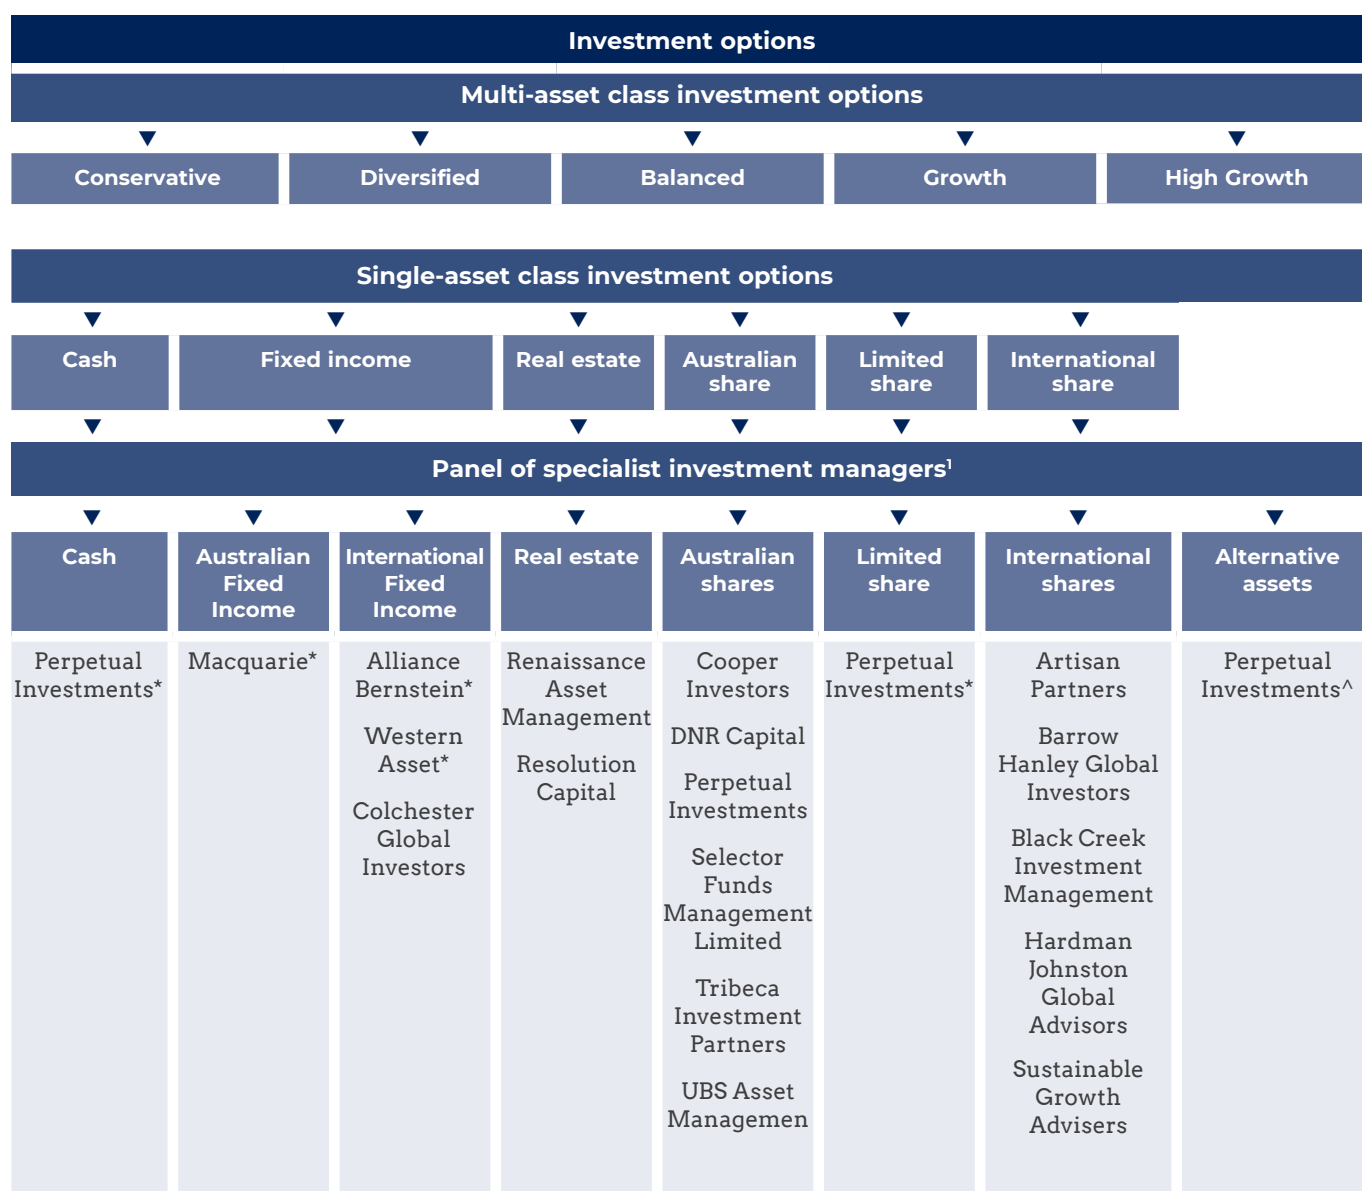 Investment options
Multi-asset class investment options
Conservative
Diversified
Balanced
Growth
High Growth
Single-asset class investment options
Cash
Fixed income
Real estate
Australian
share
Limited
share
International
share
Panel of specialist investment managers¹
Cash
Australian
Fixed
Income
International
Fixed
Income
Real estate
Australian
shares
Limited
share
International
shares
Alternative
assets
Perpetual
Investments*
Macquarie*
Alliance
Bernstein*
Western
Asset*
Colchester
Global
Investors
Renaissance
Asset
Management
Resolution
Capital
Cooper
Investors
DNR Capital
Perpetual
Investments
Selector
Funds
Management
Limited
Tribeca
Investment
Partners
UBS Asset
Managemen
Perpetual
Investments*
Artisan
Partners
Barrow
Hanley Global
Investors
Black Creek
Investment
Management
Hardman
Johnston
Global
Advisors
Sustainable
Growth
Advisers
Perpetual
Investments^